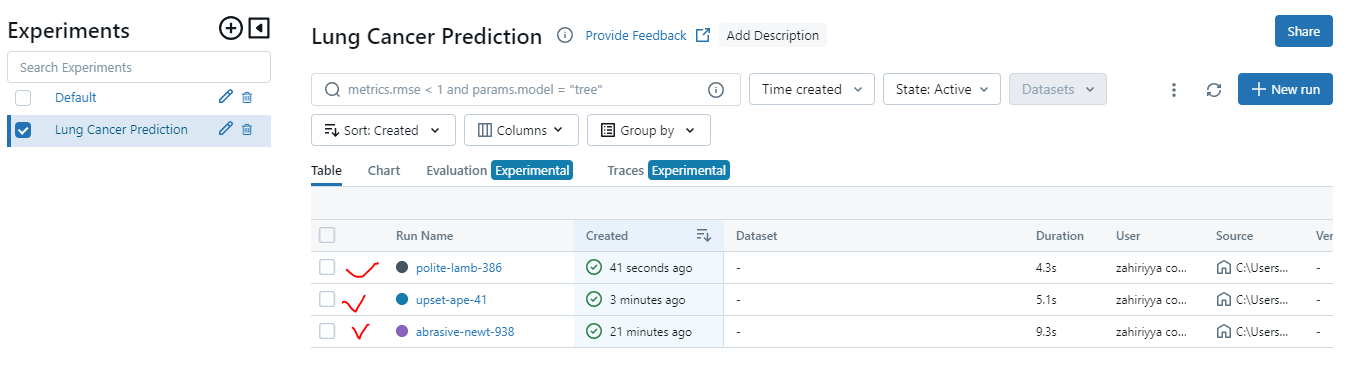 Experiments
Search Experiments
Default
Lung Cancer Prediction
Lung Cancer Prediction Provide Feedback Add Description Share
metrics.rmse < 1 and params.model = "tree" Time created State: Active Datasets New run
Sort: Created Columns Group by
Table Chart Evaluation Experimental Traces Experimental
Run Name Created Dataset Duration User Source Ver
polite-lamb-386 41 seconds ago - 4.3s zahiriyya co... C:\Users... -
upset-ape-41 3 minutes ago - 5.1s zahiriyya co... C:\Users... -
abrasive-newt-938 21 minutes ago - 9.3s zahiriyya co... C:\Users... -